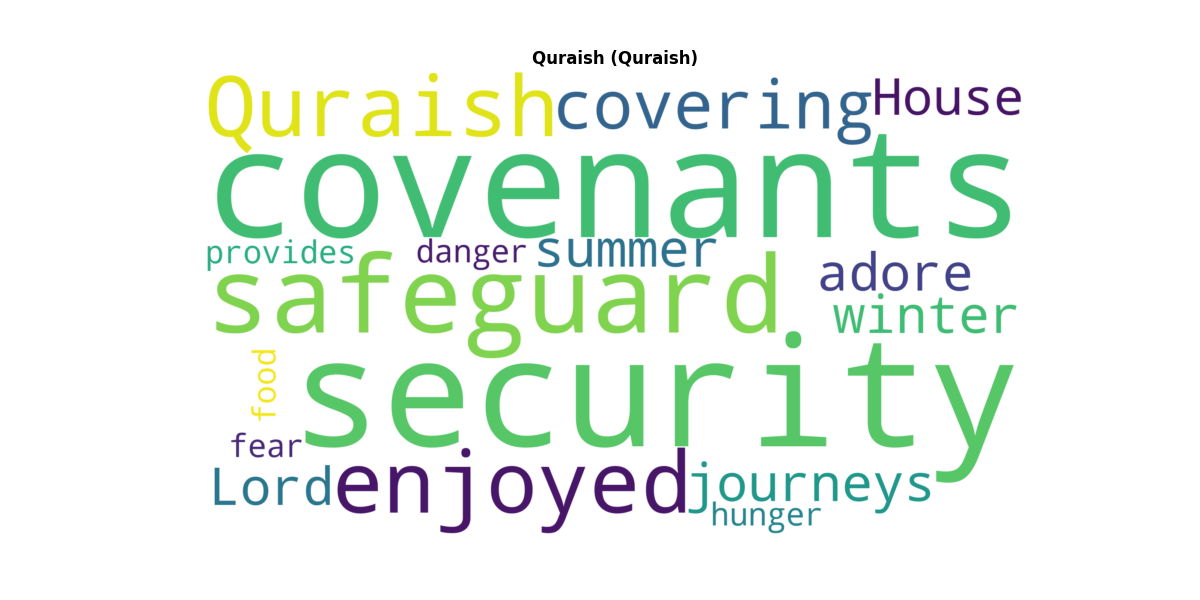 Quraish (Quraish)
Quraish covering House
covenants
provides danger summer adore
safeguard winter
food security
fear
Lord enjoyed journeys
hunger